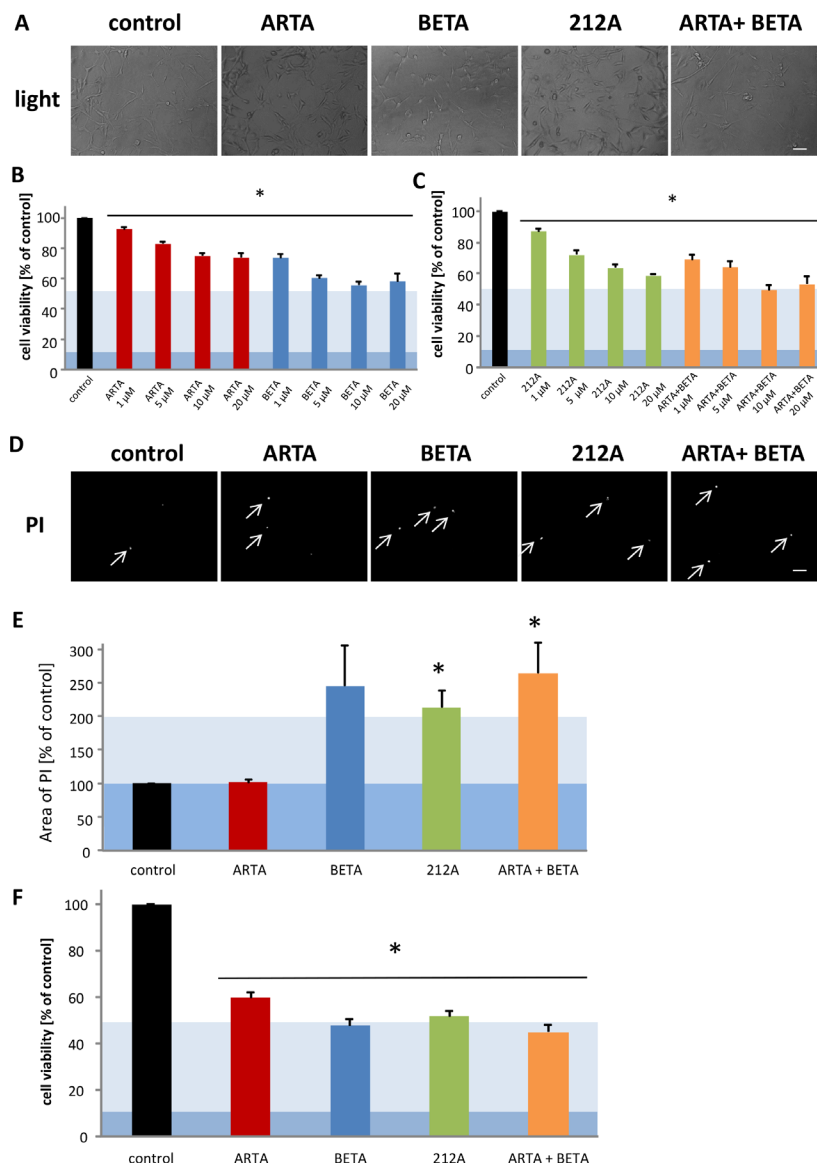 A control ARTA BETA 212A ARTA+ BETA
light
B
*
cell viability [% of control]
100
80
60
40
20
0
control
ARTA 1 µM
ARTA 5 µM
ARTA 10 µM
ARTA 20 µM
BETA 1 µM
BETA 5 µM
BETA 10 µM
BETA 20 µM
C
*
cell viability [% of control]
100
80
60
40
20
0
control
212A 1 µM
212A 5 µM
212A 10 µM
212A 20 µM
ARTA+BETA 1 µM
ARTA+BETA 5 µM
ARTA+BETA 10 µM
ARTA+BETA 20 µM
D control ARTA BETA 212A ARTA+ BETA
PI
E
* *
Area of PI [% of control]
300
250
200
150
100
50
0
control ARTA BETA 212A ARTA + BETA
F
*
cell viability [% of control]
100
80
60
40
20
0
control ARTA BETA 212A ARTA + BETA